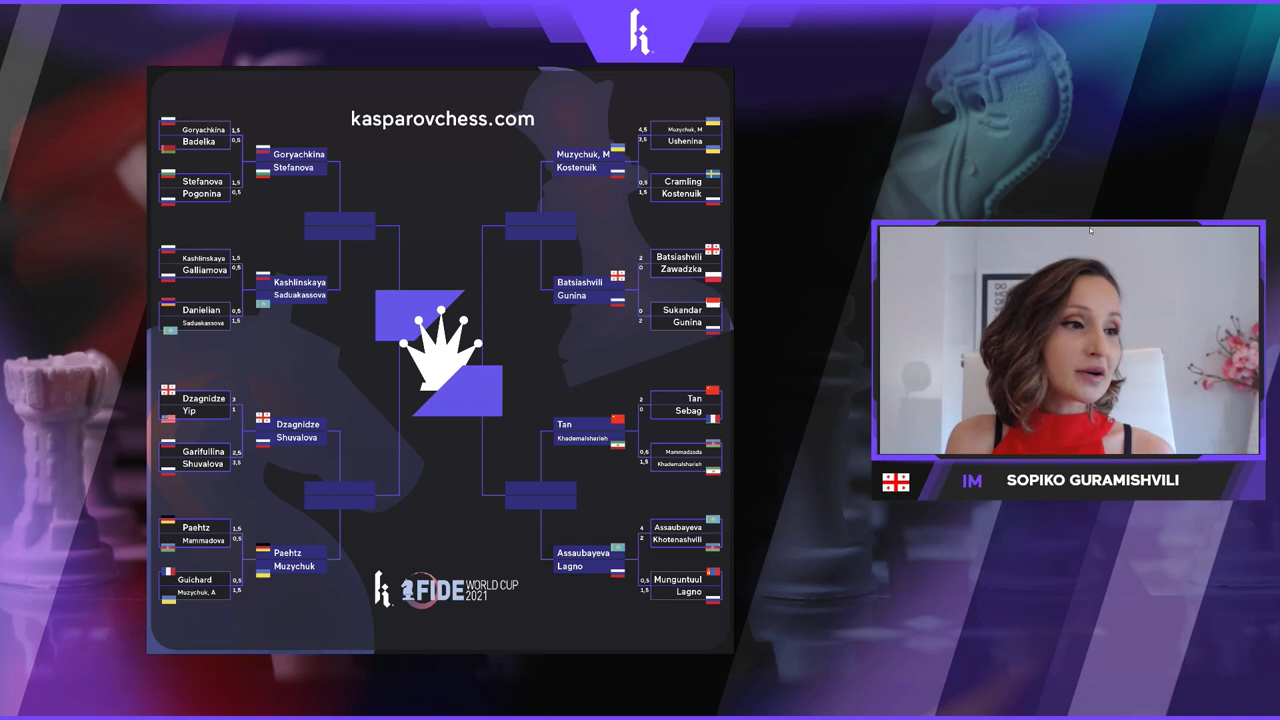 kasparovchess.com
Goryachkina 1,5
Badelka 0,5
Stefanova 1,5
Pogonina 0,5
Kashlinskaya 1,5
Galliamova 0,5
Danielian 0,5
Saduakassova 1,5
Dzagnidze 3
Yip 1
Garifullina 2,5
Shuvalova 3,5
Paehtz 1,5
Mammadova 0,5
Guichard 0,5
Muzychuk, A 1,5
Goryachkina
Stefanova
Kashlinskaya
Saduakassova
Dzagnidze
Shuvalova
Paehtz
Muzychuk
Muzychuk, M
Kostenuik
Batsiashvili
Gunina
Tan
Khademalsharieh
Assaubayeva
Lagno
4,5 Muzychuk, M
3,5 Ushenina
0,5 Cramling
1,5 Kostenuik
2 Batsiashvili
0 Zawadzka
0 Sukandar
2 Gunina
2 Tan
0 Sebag
0,6 Mammadzada
1,5 Khademalsharieh
4 Assaubayeva
2 Khotenashvili
0,5 Munguntuul
1,5 Lagno
FIDE WORLD CUP
2021
DO
MO
IM SOPIKO GURAMISHVILI